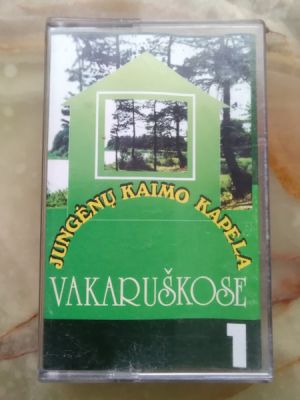 JUNGĖNŲ KAIMO KAPELA
VAKARUŠKOSE
1